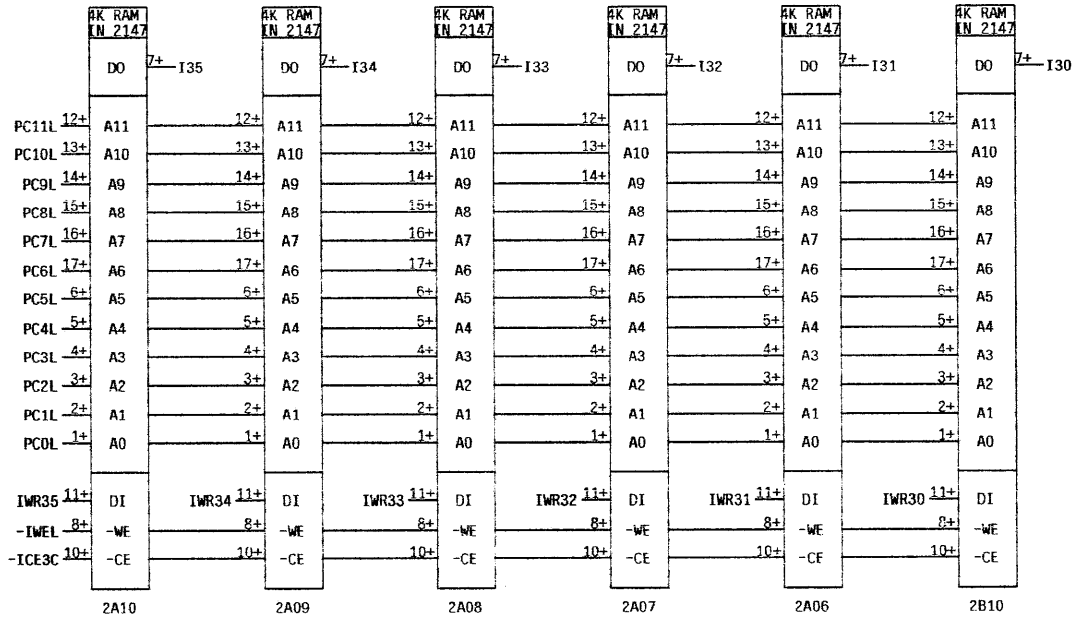 4K RAM 4K RAM 4K RAM 4K RAM 4K RAM 4K RAM
IN 2147 IN 2147 IN 2147 IN 2147 IN 2147 IN 2147
DO 7+ I35 DO 7+ I34 DO 7+ I33 DO 7+ I32 DO 7+ I31 DO 7+ I30
PC11L 12+ A11 12+ A11 12+ A11 12+ A11 12+ A11 12+ A11
PC10L 13+ A10 13+ A10 13+ A10 13+ A10 13+ A10 13+ A10
PC9L 14+ A9 14+ A9 14+ A9 14+ A9 14+ A9 14+ A9
PC8L 15+ A8 15+ A8 15+ A8 15+ A8 15+ A8 15+ A8
PC7L 16+ A7 16+ A7 16+ A7 16+ A7 16+ A7 16+ A7
PC6L 17+ A6 17+ A6 17+ A6 17+ A6 17+ A6 17+ A6
PC5L 6+ A5 6+ A5 6+ A5 6+ A5 6+ A5 6+ A5
PC4L 5+ A4 5+ A4 5+ A4 5+ A4 5+ A4 5+ A4
PC3L 4+ A3 4+ A3 4+ A3 4+ A3 4+ A3 4+ A3
PC2L 3+ A2 3+ A2 3+ A2 3+ A2 3+ A2 3+ A2
PC1L 2+ A1 2+ A1 2+ A1 2+ A1 2+ A1 2+ A1
PC0L 1+ A0 1+ A0 1+ A0 1+ A0 1+ A0 1+ A0
IWR35 11+ DI IWR34 11+ DI IWR33 11+ DI IWR32 11+ DI IWR31 11+ DI IWR30 11+ DI
-IWEL 8+ -WE 8+ -WE 8+ -WE 8+ -WE 8+ -WE 8+ -WE
-ICE3C 10+ -CE 10+ -CE 10+ -CE 10+ -CE 10+ -CE 10+ -CE
2A10 2A09 2A08 2A07 2A06 2B10